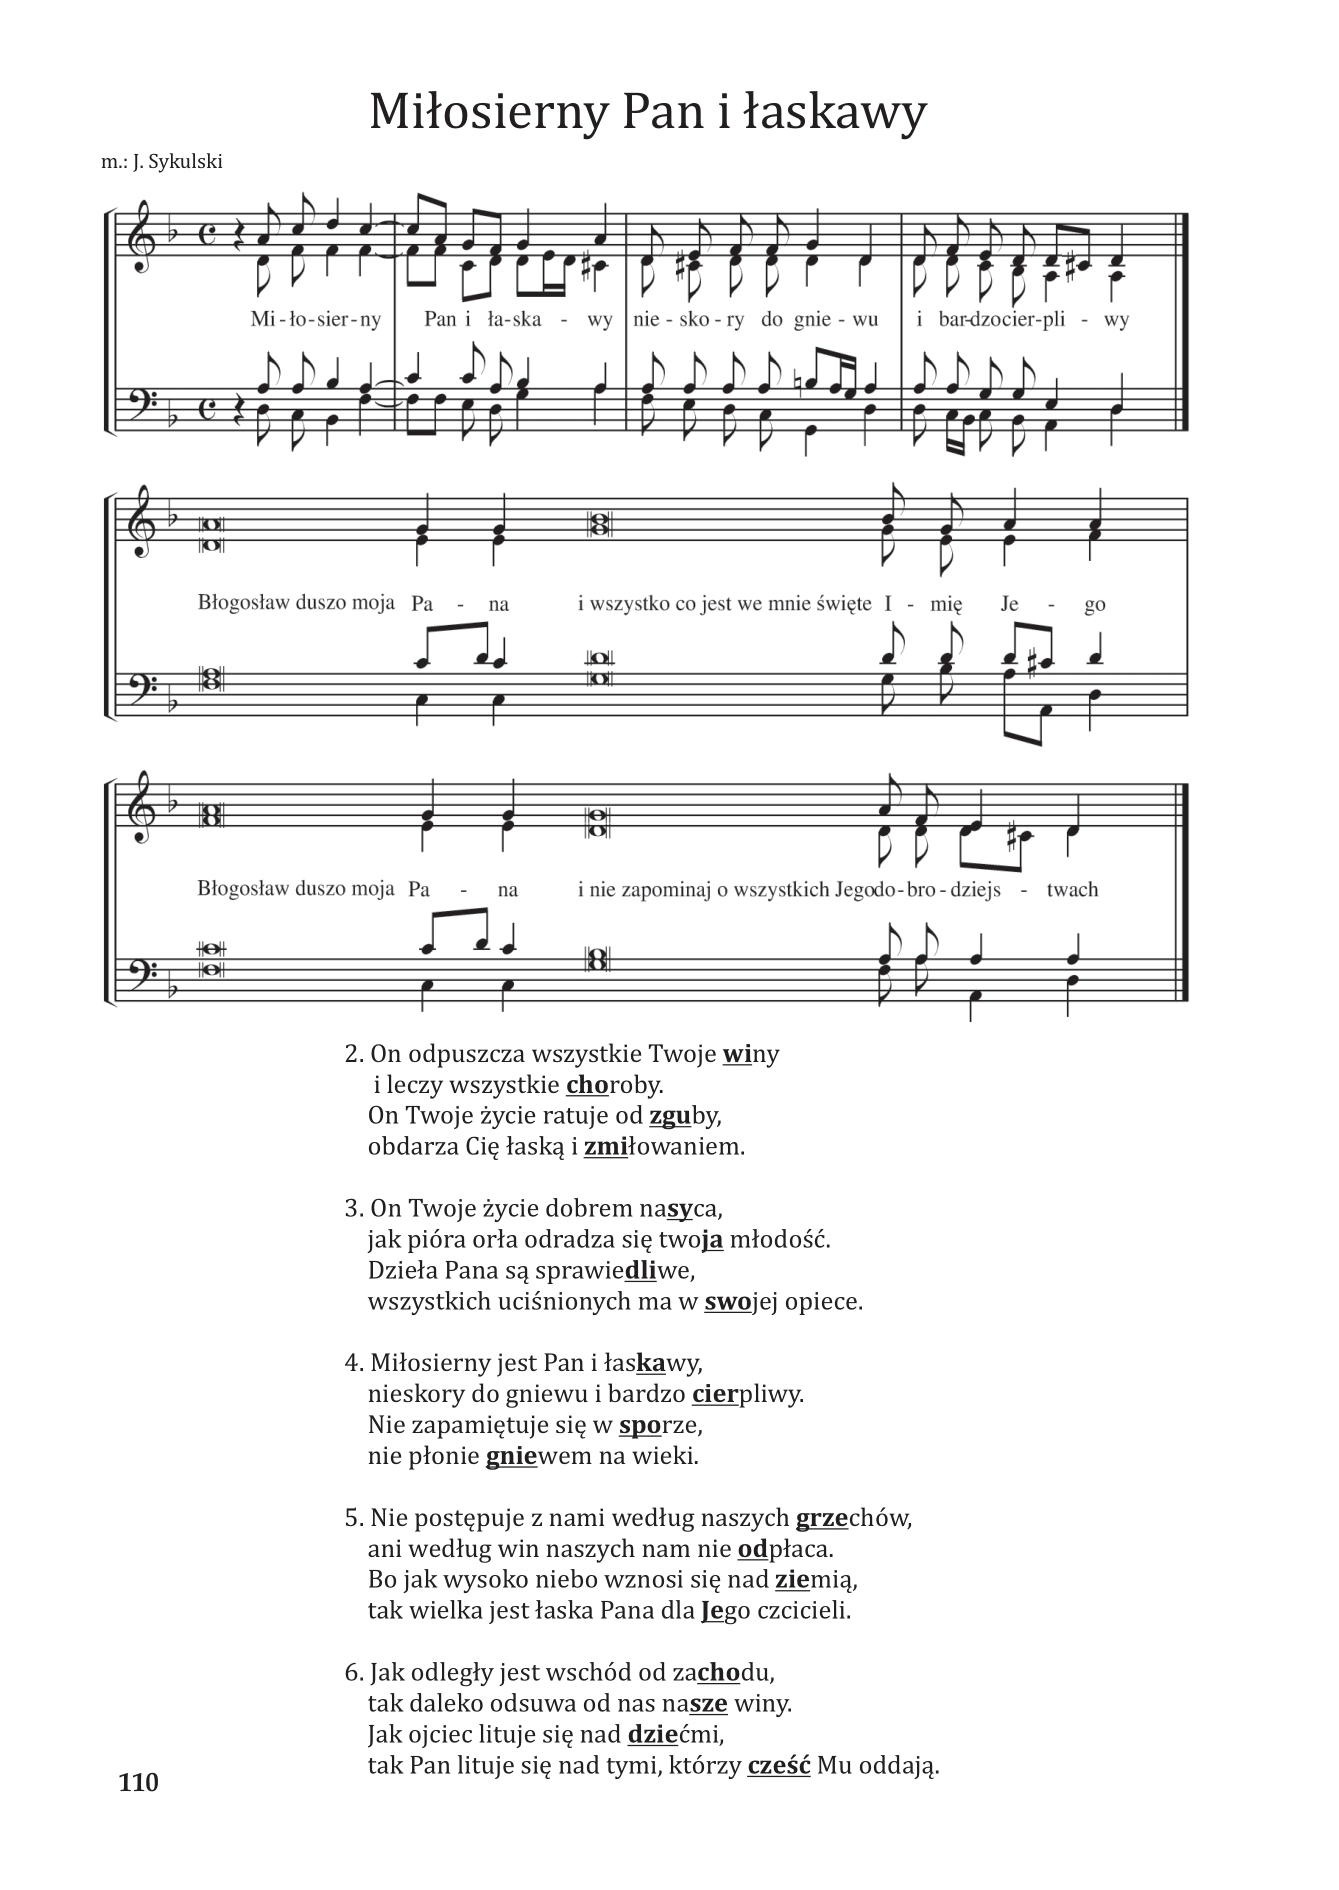 Miłosierny Pan i łaskawy
m.: J. Sykulski
Mi - ło - sier - ny Pan i ła - ska - wy nie - sko - ry do gnie - wu i bar - dzo cier - pli - wy
Błogosław duszo moja Pa - na i wszystko co jest we mnie święte I - mię Je - go
Błogosław duszo moja Pa - na i nie zapominaj o wszystkich Jego do - bro - dziejs - twach
2. On odpuszcza wszystkie Twoje winy
i leczy wszystkie choroby.
On Twoje życie ratuje od zguby,
obdarza Cię łaską i zmiłowaniem.
3. On Twoje życie dobrem nasyca,
jak pióra orła odradza się twoja młodość.
Dzieła Pana są sprawiedliwe,
wszystkich uciśnionych ma w swojej opiece.
4. Miłosierny jest Pan i łaskawy,
nieskory do gniewu i bardzo cierpliwy.
Nie zapamiętuje się w sporze,
nie płonie gniewem na wieki.
5. Nie postępuje z nami według naszych grzechów,
ani według win naszych nam nie odpłaca.
Bo jak wysoko niebo wznosi się nad ziemią,
tak wielka jest łaska Pana dla Jego czcicieli.
6. Jak odległy jest wschód od zachodu,
tak daleko odsuwa od nas nasze winy.
Jak ojciec lituje się nad dziećmi,
tak Pan lituje się nad tymi, którzy cześć Mu oddają.
110